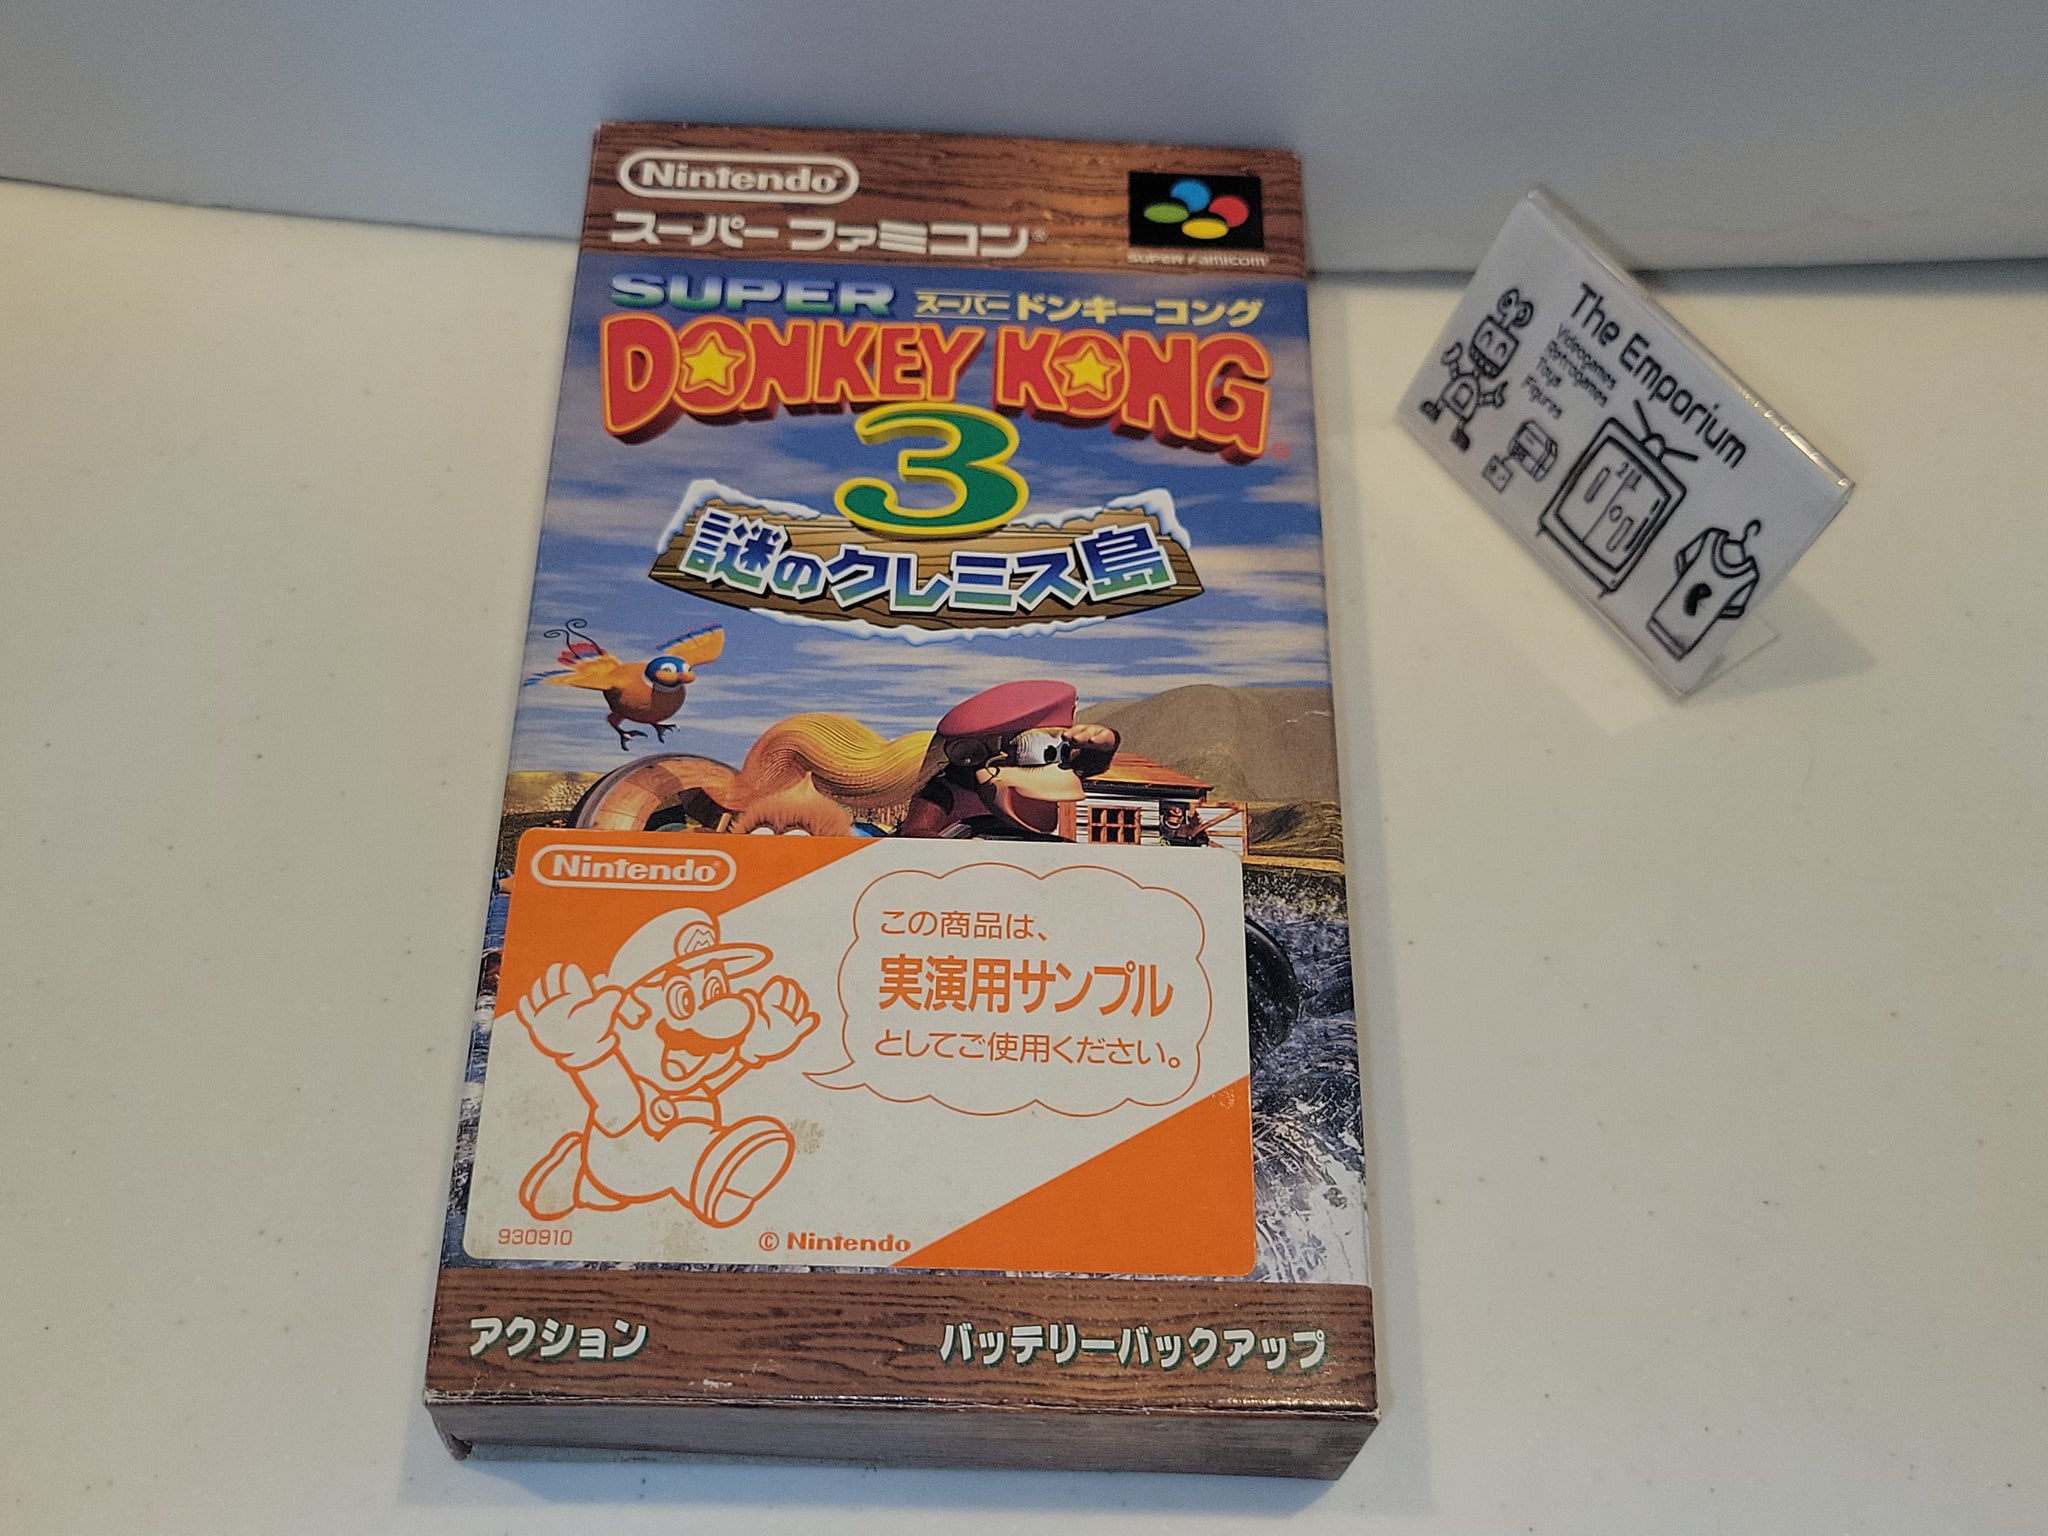 Nintendo
スーパーファミコン
SUPER Famicom
SUPER
スーパードンキーコング
DONKEY KONG
3
謎のクレミス島
Nintendo
この商品は、
実演用サンプル
としてご使用ください。
930910
© Nintendo
アクション
バッテリーバックアップ
The Emporium
Videogames
Retrogames
Toys
Figures